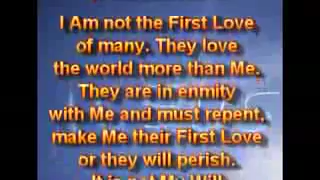 I Am not the First Love
of many. They love
the world more than Me.
They are in enmity
with Me and must repent,
make Me their First Love
or they will perish.
It is not My Will